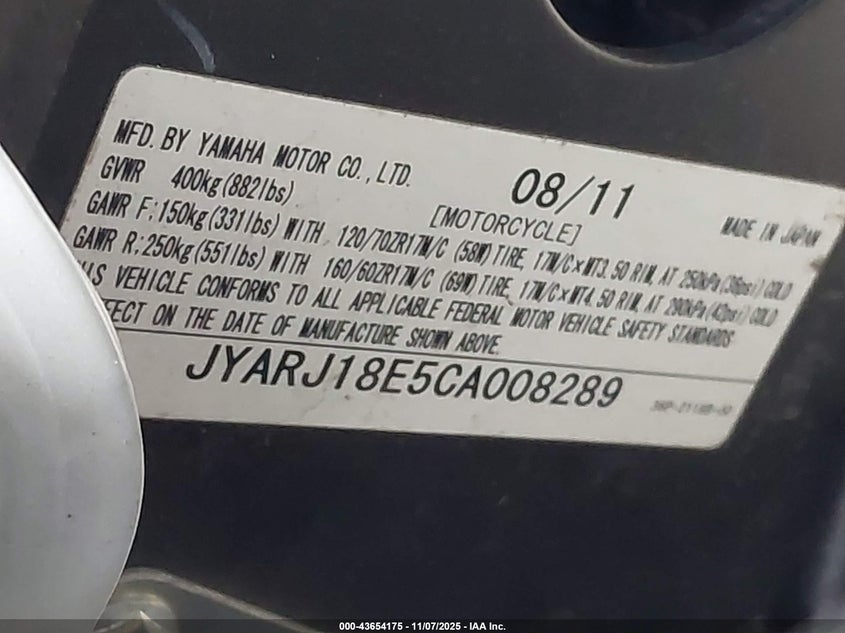 MFD. BY YAMAHA MOTOR CO., LTD.
08/11
GVWR 400kg(882lbs)
[MOTORCYCLE]
MADE IN JAPAN
GAWR F:150kg(331lbs) WITH 120/70ZR17M/C (58W) TIRE, 17M/C×MT3.50 RIM, AT 250kPa(36psi) COLD
GAWR R:250kg(551lbs) WITH 160/60ZR17M/C (69W) TIRE, 17M/C×MT4.50 RIM, AT 290kPa(42psi) COLD
VEHICLE CONFORMS TO ALL APPLICABLE FEDERAL MOTOR VEHICLE SAFETY STANDARDS
ON THE DATE OF MANUFACTURE SHOWN ABOVE.
JYARJ18E5CA008289
000-43654175 - 11/07/2025 - IAA Inc.